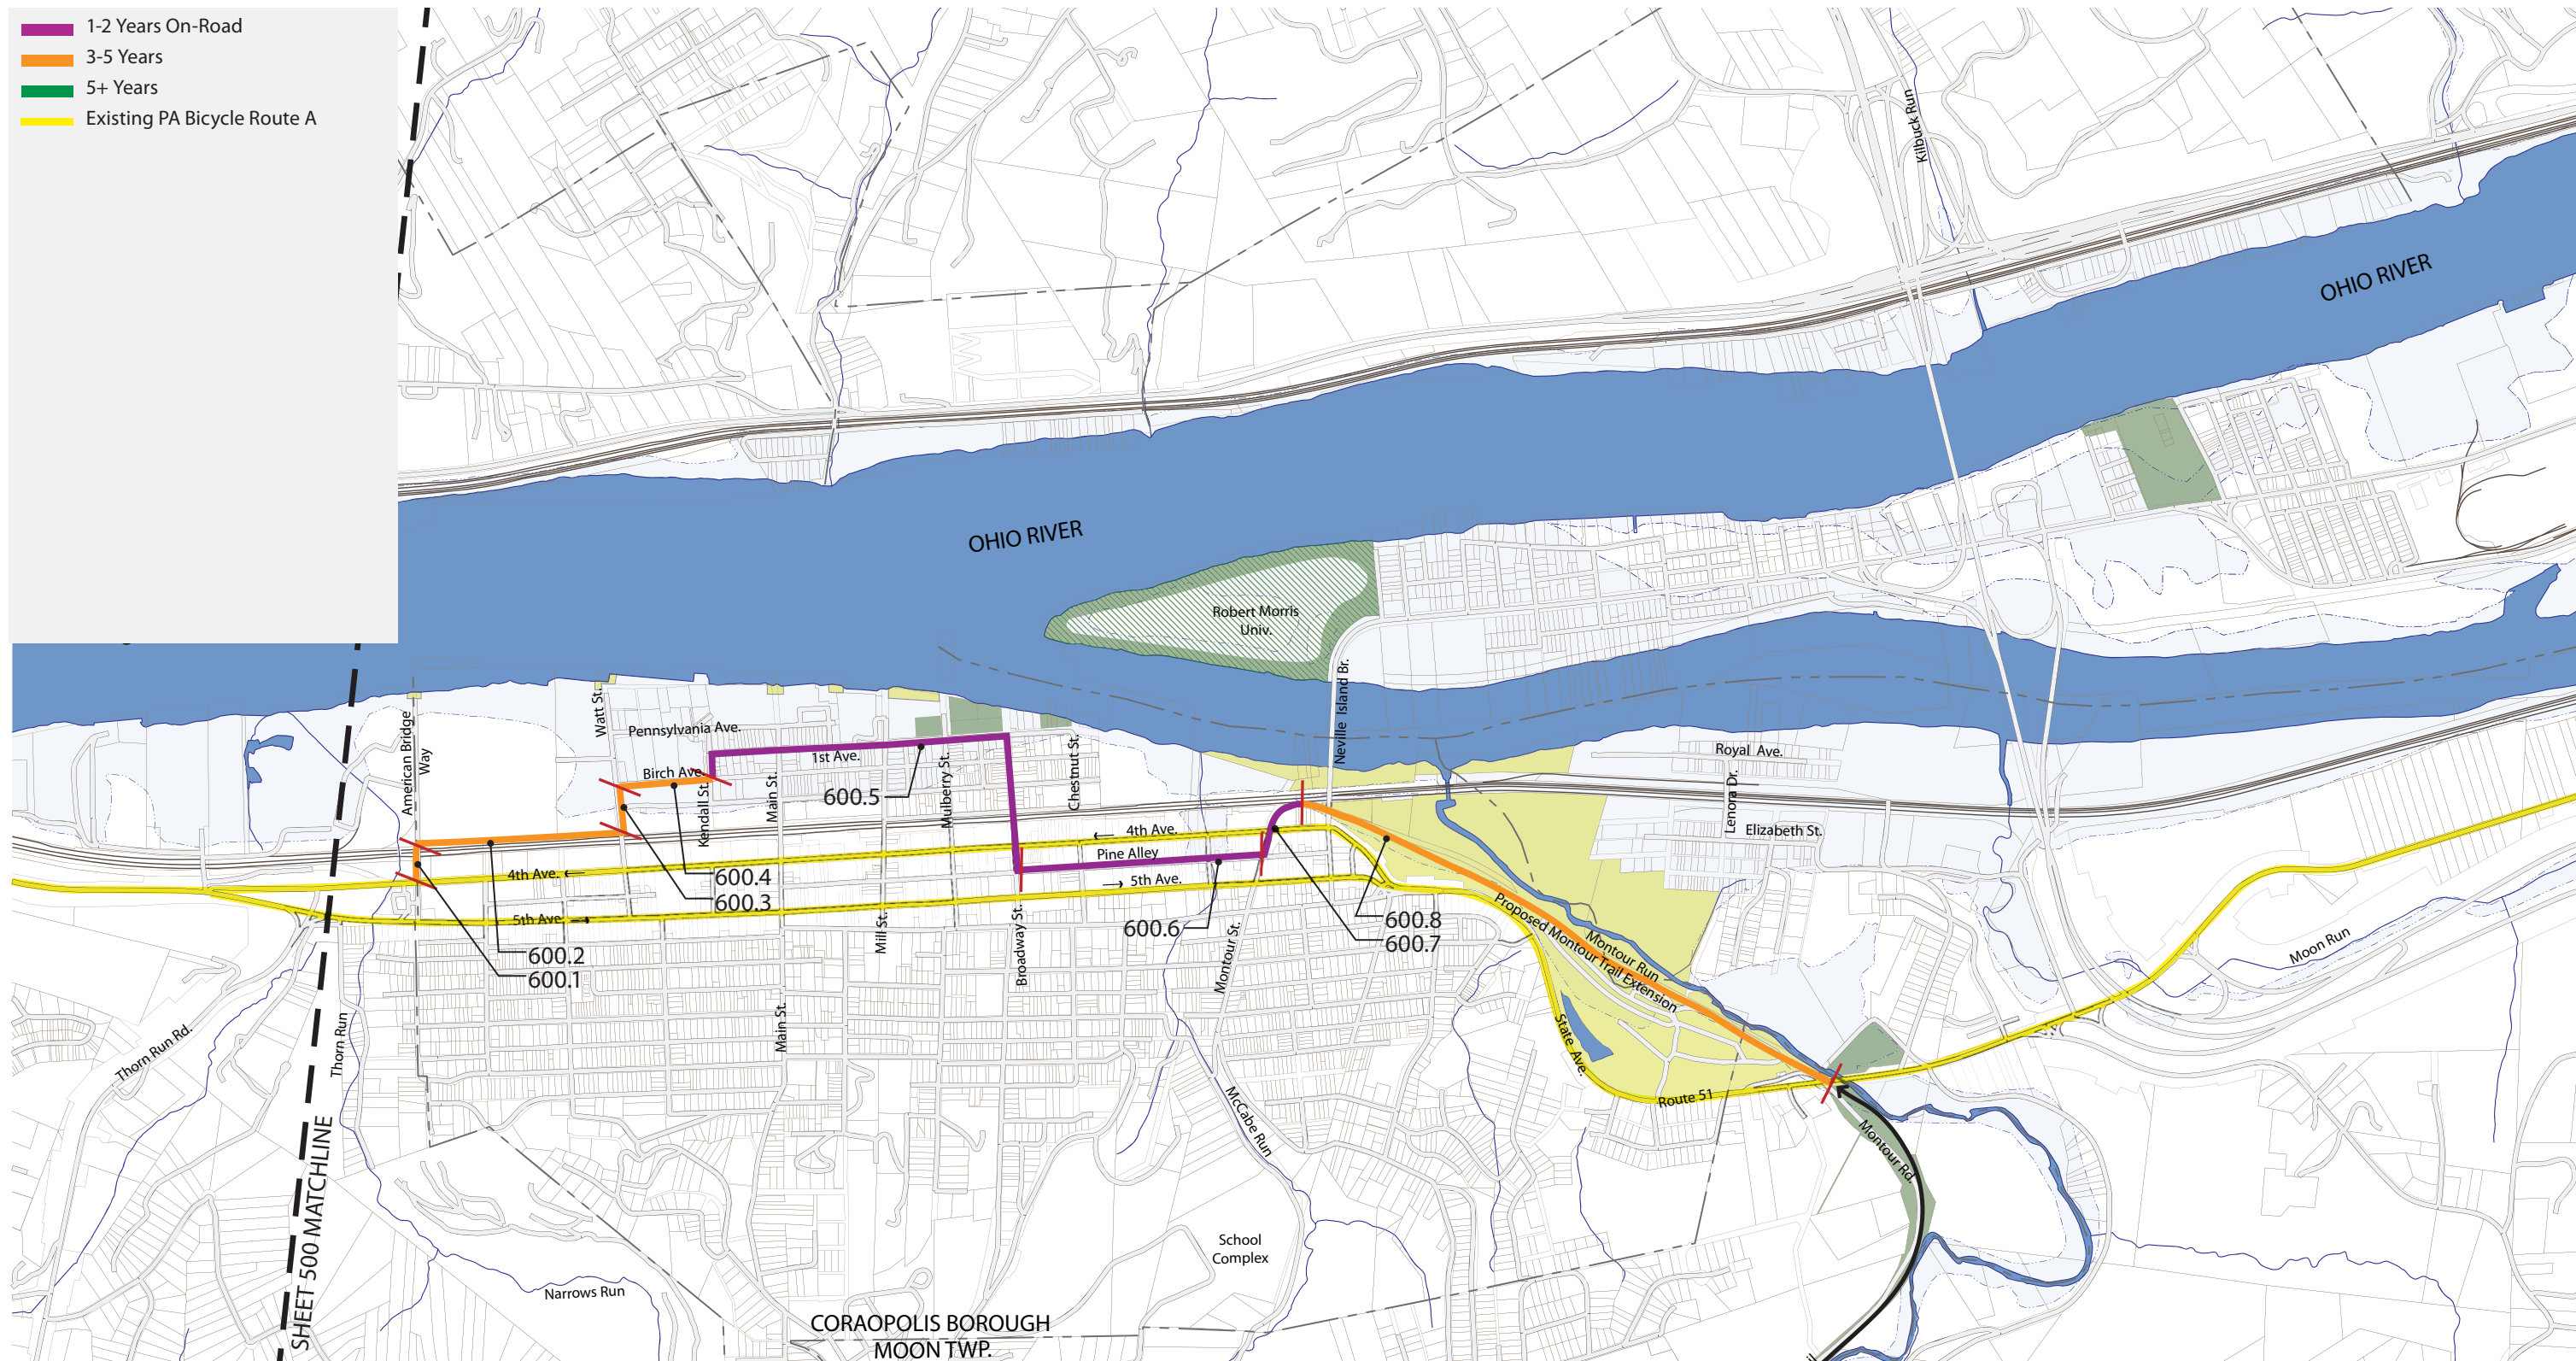 1-2 Years On-Road
3-5 Years
5+ Years
Existing PA Bicycle Route A
Kilbuck Run
OHIO RIVER
OHIO RIVER
Robert Morris
Univ.
Neville Island Br.
American Bridge
Way
Watt St.
Pennsylvania Ave.
Birch Ave.
1st Ave.
Kendall St.
Main St.
Mulberry St.
Chestnut St.
Royal Ave.
Lenora Dr.
Elizabeth St.
600.5
4th Ave.
Pine Alley
5th Ave.
4th Ave.
5th Ave.
600.4
600.3
600.2
600.1
600.6
600.8
600.7
Mill St.
Broadway St.
Montour St.
Main St.
Proposed Montour Trail Extension
Montour Run
State Ave.
Route 51
Montour Rd.
Moon Run
Thorn Run Rd.
Thorn Run
McCabe Run
School
Complex
Narrows Run
SHEET 500 MATCHLINE
CORAOPOLIS BOROUGH
MOON TWP.